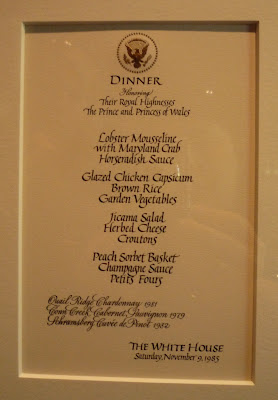 DINNER
Honoring
Their Royal Highnesses
The Prince and Princess of Wales
Lobster Mousseline
with Maryland Crab
Horseradish Sauce
Glazed Chicken Capsicum
Brown Rice
Garden Vegetables
Jicama Salad
Herbed Cheese
Croutons
Peach Sorbet Basket
Champagne Sauce
Petits Fours
Quail Ridge Chardonnay 1981
Conn Creek Cabernet Sauvignon 1979
Schramsberg Cuvée de Pinot 1982
THE WHITE HOUSE
Saturday, November 9, 1985